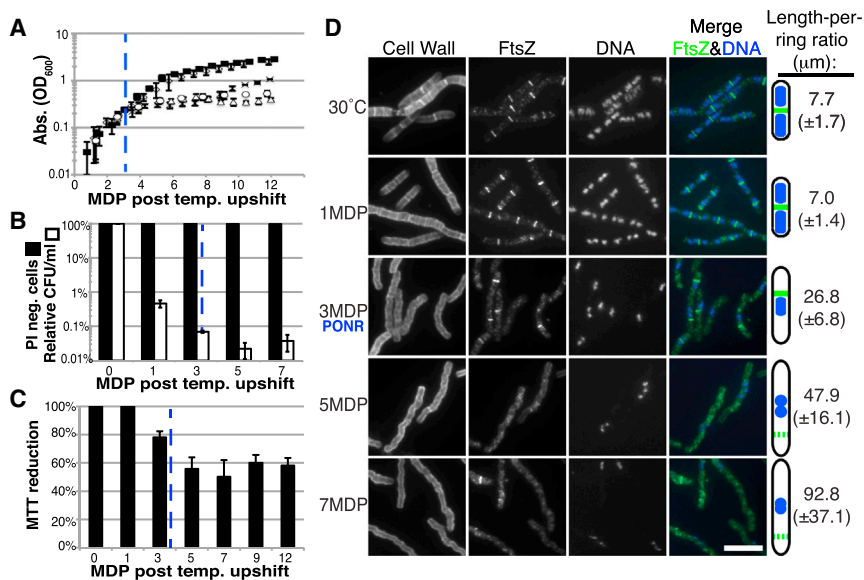 A
Abs. (OD600)
10
1
0.1
0.01
0 2 4 6 8 10 12
MDP post temp. upshift
B
PI neg. cells
Relative CFU/ml
100%
10%
1%
0.1%
0.01%
0 1 3 5 7
MDP post temp. upshift
C
MTT reduction
100%
80%
60%
40%
20%
0%
0 1 3 5 7 9 12
MDP post temp. upshift
D
Cell Wall FtsZ DNA
Merge
FtsZ&DNA
Length-per-
ring ratio
(μm):
30˚C
7.7
(±1.7)
1MDP
7.0
(±1.4)
3MDP
PONR
26.8
(±6.8)
5MDP
47.9
(±16.1)
7MDP
92.8
(±37.1)